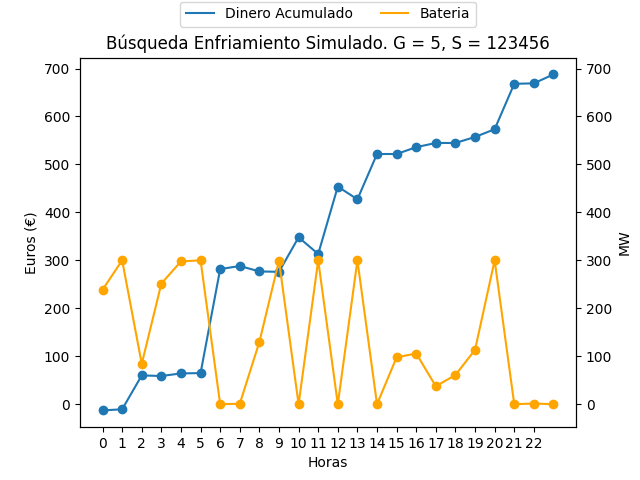 Dinero Acumulado Bateria
Búsqueda Enfriamiento Simulado. G = 5, S = 123456
700
600
500
400
300
200
100
0
Euros (€)
700
600
500
400
300
200
100
0
MW
0 1 2 3 4 5 6 7 8 9 10 11 12 13 14 15 16 17 18 19 20 21 22
Horas